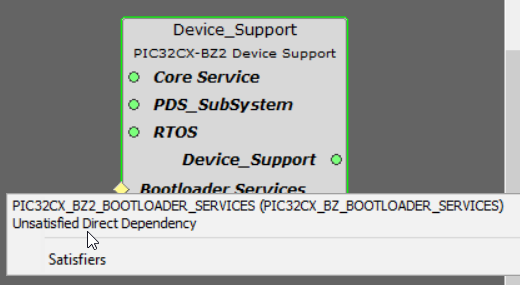 Device_Support
PIC32CX-BZ2 Device Support
Core Service
PDS_SubSystem
RTOS
Device_Support
Bootloader Services
PIC32CX_BZ2_BOOTLOADER_SERVICES (PIC32CX_BZ_BOOTLOADER_SERVICES)
Unsatisfied Direct Dependency
Satisfiers